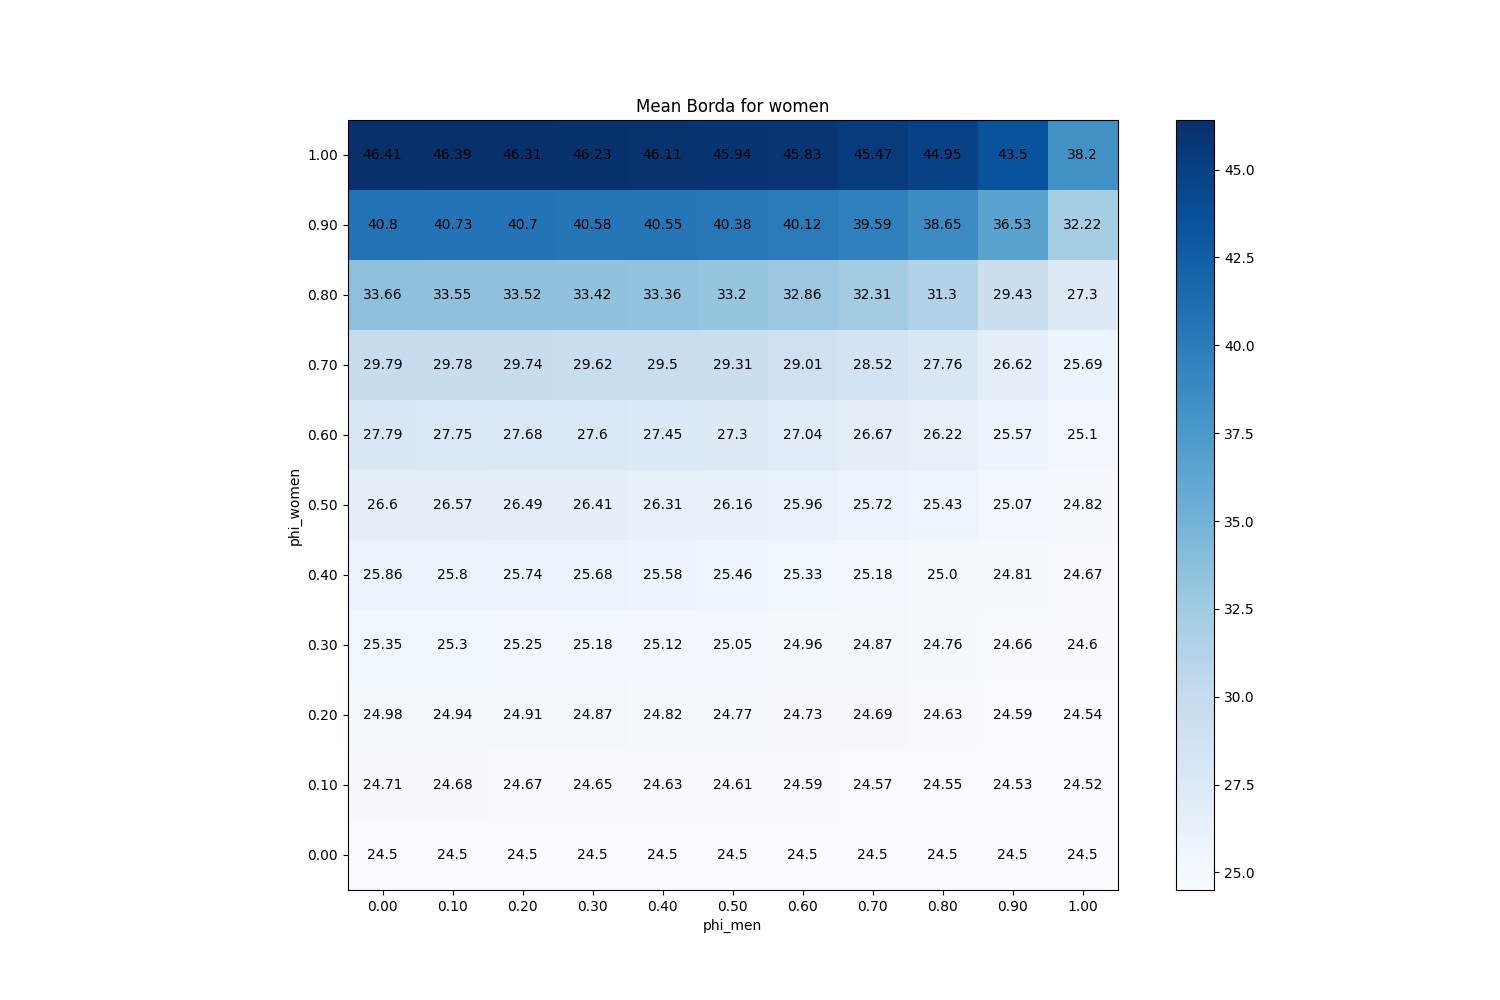 Mean Borda for women
1.00 46.41 46.39 46.31 46.23 46.11 45.94 45.83 45.47 44.95 43.5 38.2
0.90 40.8 40.73 40.7 40.58 40.55 40.38 40.12 39.59 38.65 36.53 32.22
0.80 33.66 33.55 33.52 33.42 33.36 33.2 32.86 32.31 31.3 29.43 27.3
0.70 29.79 29.78 29.74 29.62 29.5 29.31 29.01 28.52 27.76 26.62 25.69
0.60 27.79 27.75 27.68 27.6 27.45 27.3 27.04 26.67 26.22 25.57 25.1
0.50 26.6 26.57 26.49 26.41 26.31 26.16 25.96 25.72 25.43 25.07 24.82
0.40 25.86 25.8 25.74 25.68 25.58 25.46 25.33 25.18 25.0 24.81 24.67
0.30 25.35 25.3 25.25 25.18 25.12 25.05 24.96 24.87 24.76 24.66 24.6
0.20 24.98 24.94 24.91 24.87 24.82 24.77 24.73 24.69 24.63 24.59 24.54
0.10 24.71 24.68 24.67 24.65 24.63 24.61 24.59 24.57 24.55 24.53 24.52
0.00 24.5 24.5 24.5 24.5 24.5 24.5 24.5 24.5 24.5 24.5 24.5
0.00 0.10 0.20 0.30 0.40 0.50 0.60 0.70 0.80 0.90 1.00
phi_men
phi_women
45.0
42.5
40.0
37.5
35.0
32.5
30.0
27.5
25.0